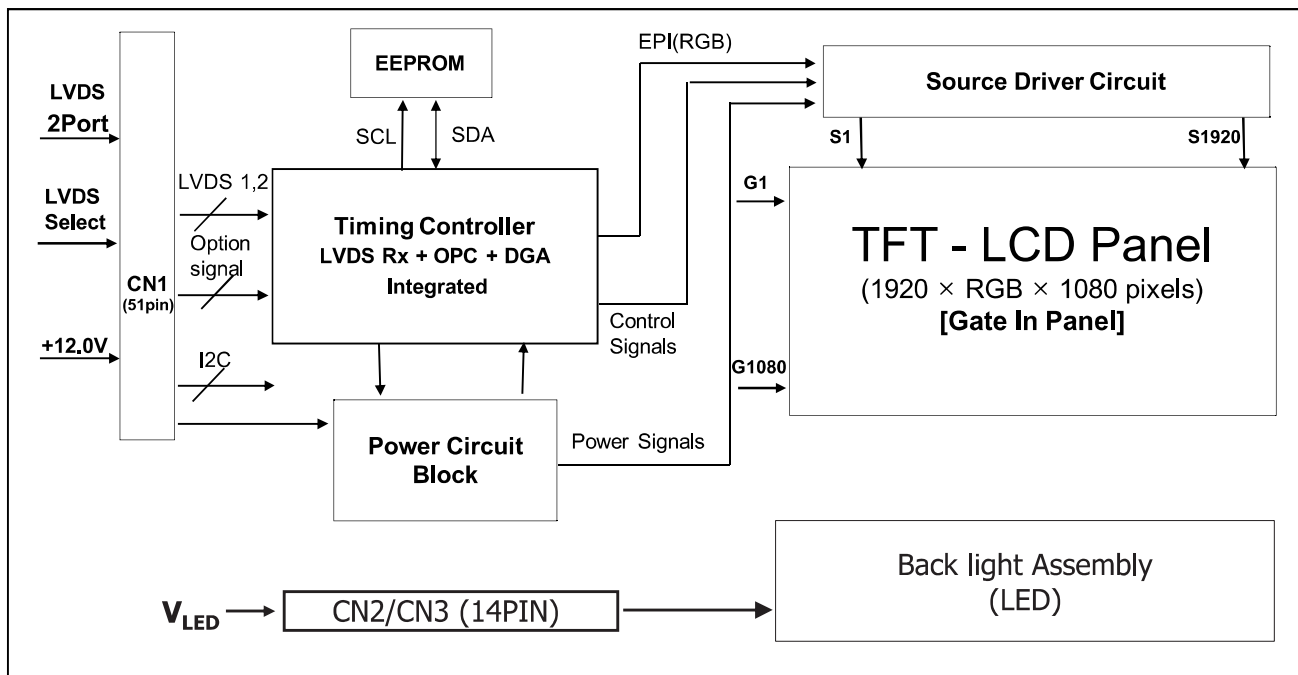 EPI(RGB)
EEPROM
Source Driver Circuit
LVDS
2Port
SCL
SDA
S1
S1920
LVDS 1,2
G1
LVDS
Select
Option
signal
Timing Controller
LVDS Rx + OPC + DGA
Integrated
TFT - LCD Panel
(1920 × RGB × 1080 pixels)
[Gate In Panel]
CN1
(51pin)
Control
Signals
+12.0V
I2C
G1080
Power Circuit
Block
Power Signals
Back light Assembly
(LED)
VLED
CN2/CN3 (14PIN)